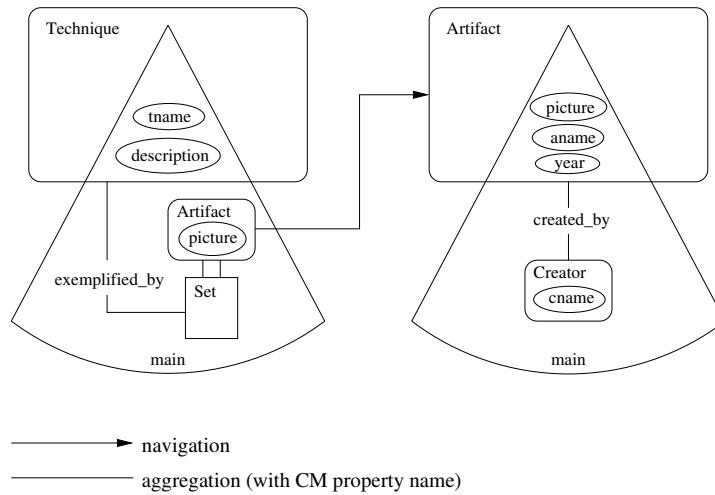 Technique
tname
description
Artifact
picture
exemplified_by
Set
main
Artifact
picture
aname
year
created_by
Creator
cname
main
navigation
aggregation (with CM property name)